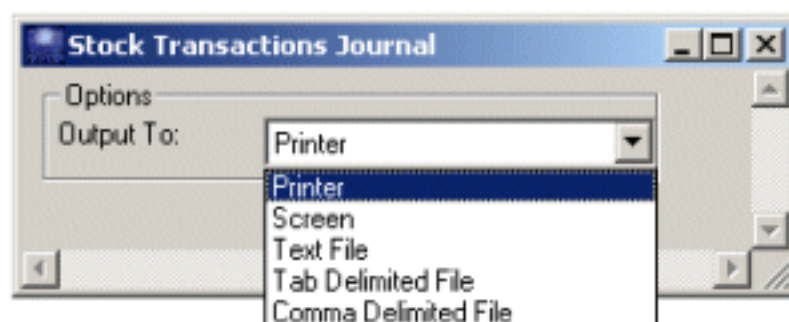 Stock Transactions Journal
Options
Output To:
Printer
Printer
Screen
Text File
Tab Delimited File
Comma Delimited File